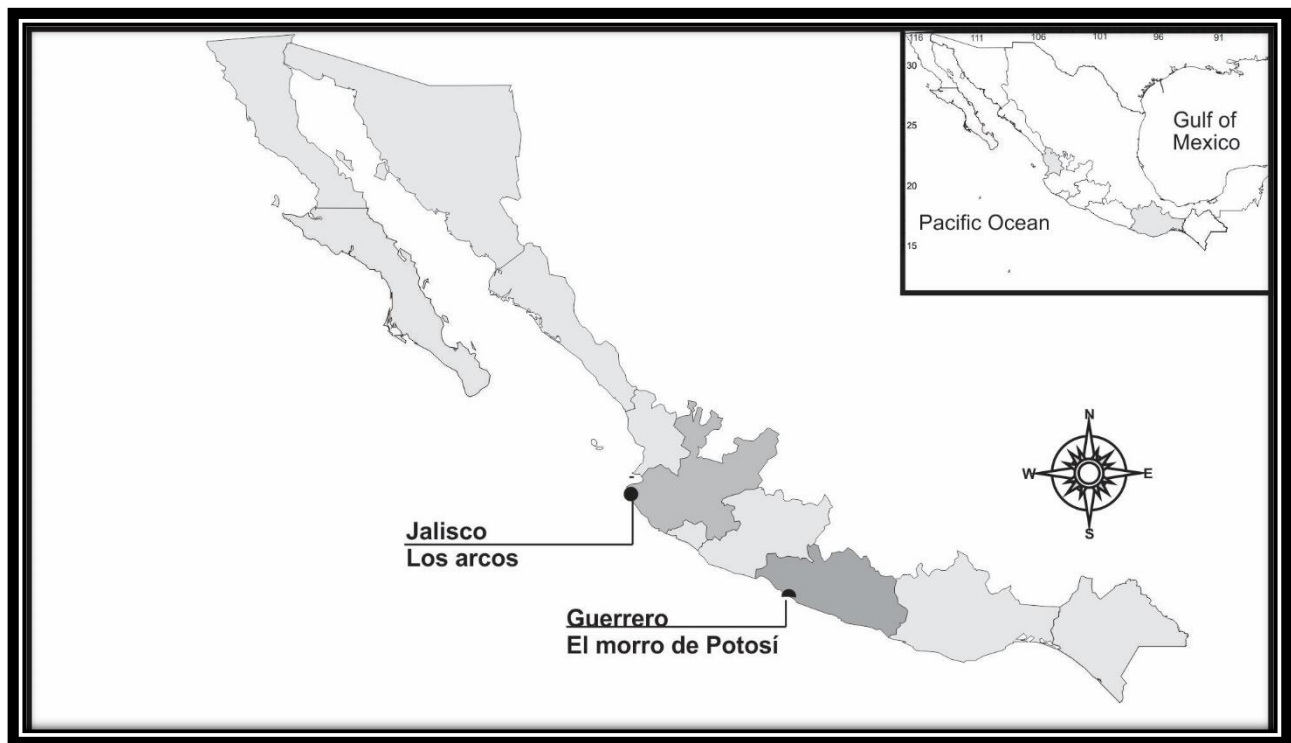 116 111 106 101 96 91
30
25
20
15
Gulf of
Mexico
Pacific Ocean
N
W E
S
Jalisco
Los arcos
Guerrero
El morro de Potosí